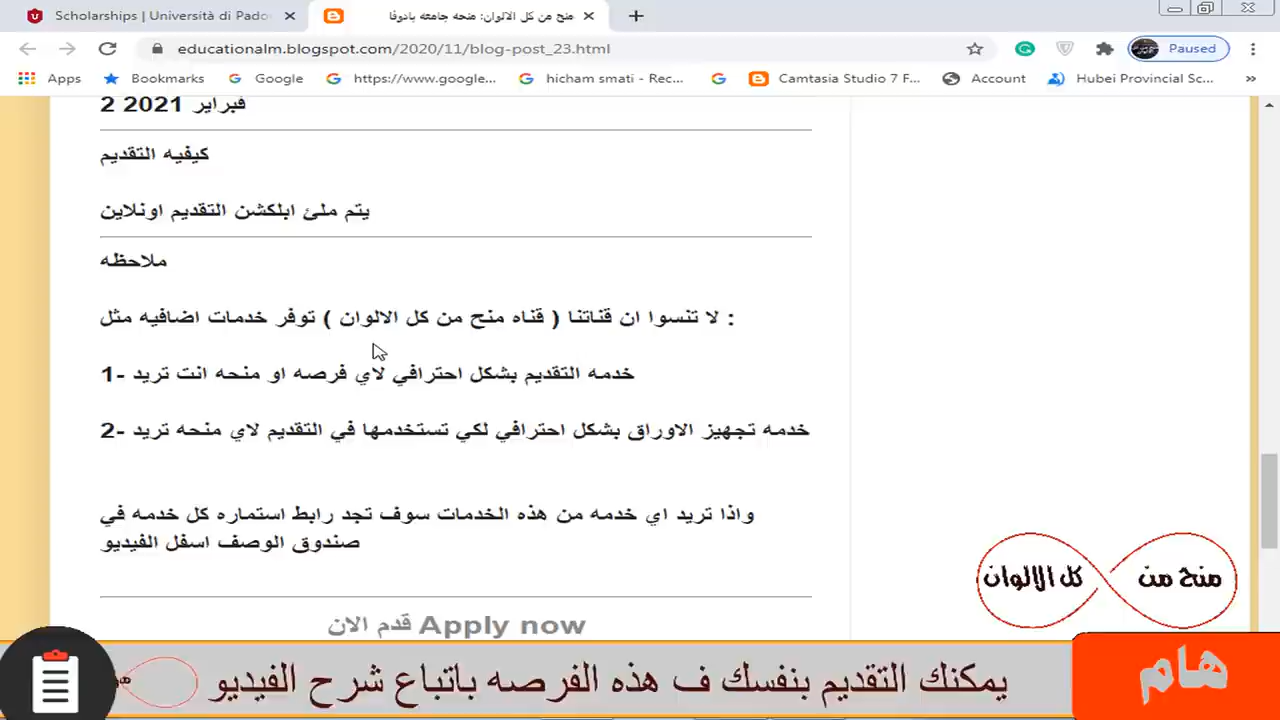 Scholarships | Università di Pado
منح من كل الالوان: منحه جامعه بادوفا
educationalm.blogspot.com/2020/11/blog-post_23.html
Paused
Apps
Bookmarks
Google
https://www.google...
hicham smati - Rec...
Camtasia Studio 7 F...
Account
Hubei Provincial Sc...
»
2 فبراير 2021
كيفيه التقديم
يتم ملئ ابلكشن التقديم اونلاين
ملاحظه
لا تنسوا ان قناتنا ( قناه منح من كل الالوان ) توفر خدمات اضافيه مثل :
1- خدمه التقديم بشكل احترافي لاي فرصه او منحه انت تريد
2- خدمه تجهيز الاوراق بشكل احترافي لكي تستخدمها في التقديم لاي منحه تريد
واذا تريد اي خدمه من هذه الخدمات سوف تجد رابط استماره كل خدمه في
صندوق الوصف اسفل الفيديو
منح من كل الالوان
Apply now قدم الان
هام
يمكنك التقديم بنفسك ف هذه الفرصه باتباع شرح الفيديو